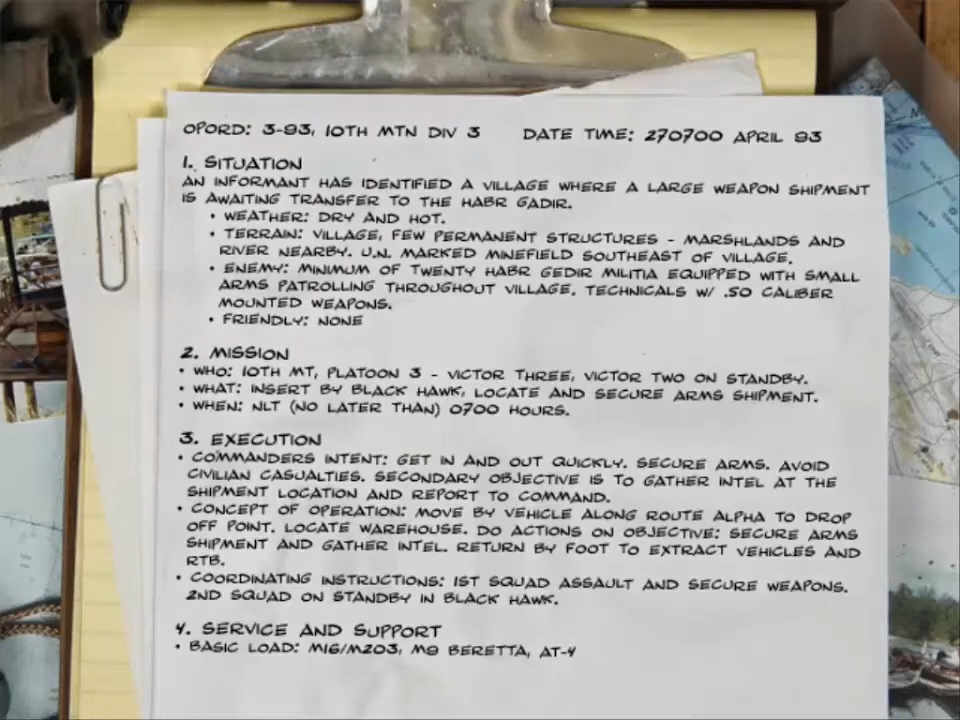 OPORD: 3-93, 10TH MTN DIV 3 DATE TIME: 270700 APRIL 93
1. SITUATION
AN INFORMANT HAS IDENTIFIED A VILLAGE WHERE A LARGE WEAPON SHIPMENT
IS AWAITING TRANSFER TO THE HABR GADIR.
• WEATHER: DRY AND HOT.
• TERRAIN: VILLAGE, FEW PERMANENT STRUCTURES - MARSHLANDS AND
RIVER NEARBY. U.N. MARKED MINEFIELD SOUTHEAST OF VILLAGE.
• ENEMY: MINIMUM OF TWENTY HABR GEDIR MILITIA EQUIPPED WITH SMALL
ARMS PATROLLING THROUGHOUT VILLAGE. TECHNICALS W/ .50 CALIBER
MOUNTED WEAPONS.
• FRIENDLY: NONE
2. MISSION
• WHO: 10TH MT, PLATOON 3 - VICTOR THREE, VICTOR TWO ON STANDBY.
• WHAT: INSERT BY BLACK HAWK, LOCATE AND SECURE ARMS SHIPMENT.
• WHEN: NLT (NO LATER THAN) 0700 HOURS.
3. EXECUTION
• COMMANDERS INTENT: GET IN AND OUT QUICKLY. SECURE ARMS. AVOID
CIVILIAN CASUALTIES. SECONDARY OBJECTIVE IS TO GATHER INTEL AT THE
SHIPMENT LOCATION AND REPORT TO COMMAND.
• CONCEPT OF OPERATION: MOVE BY VEHICLE ALONG ROUTE ALPHA TO DROP
OFF POINT. LOCATE WAREHOUSE. DO ACTIONS ON OBJECTIVE: SECURE ARMS
SHIPMENT AND GATHER INTEL. RETURN BY FOOT TO EXTRACT VEHICLES AND
RTB.
• COORDINATING INSTRUCTIONS: 1ST SQUAD ASSAULT AND SECURE WEAPONS.
2ND SQUAD ON STANDBY IN BLACK HAWK.
4. SERVICE AND SUPPORT
• BASIC LOAD: M16/M203, M9 BERETTA, AT-4